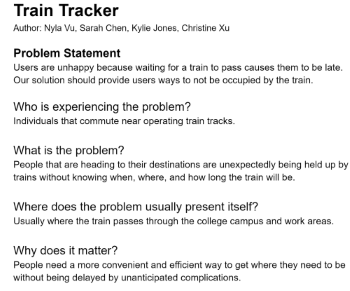 Train Tracker
Author: Nyla Vu, Sarah Chen, Kylie Jones, Christine Xu
Problem Statement
Users are unhappy because waiting for a train to pass causes them to be late.
Our solution should provide users ways to not be occupied by the train.
Who is experiencing the problem?
Individuals that commute near operating train tracks.
What is the problem?
People that are heading to their destinations are unexpectedly being held up by
trains without knowing when, where, and how long the train will be.
Where does the problem usually present itself?
Usually where the train passes through the college campus and work areas.
Why does it matter?
People need a more convenient and efficient way to get where they need to be
without being delayed by unanticipated complications.